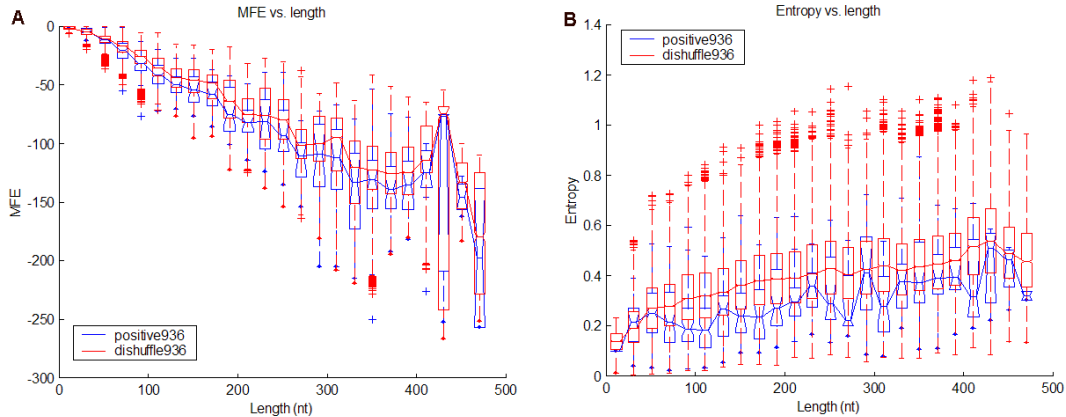 A
MFE vs. length
0
-50
-100
-150
-200
-250
-300
MFE
positive936
dishuffle936
0
100
200
300
400
500
Length (nt)
B
Entropy vs. length
1.4
1.2
1
0.8
0.6
0.4
0.2
0
Entropy
positive936
dishuffle936
0
100
200
300
400
500
Length (nt)